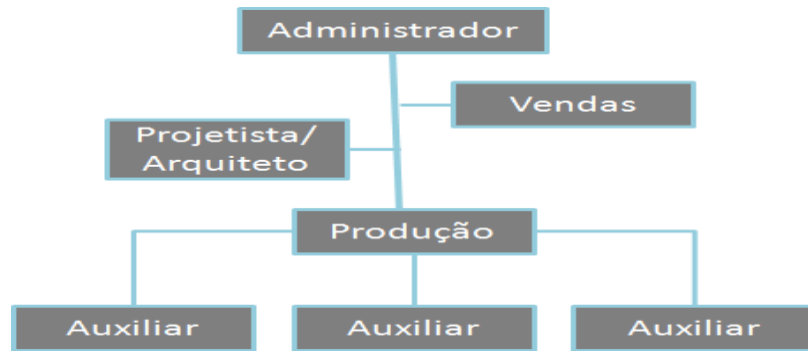 Administrador
Vendas
Projetista/
Arquiteto
Produção
Auxiliar
Auxiliar
Auxiliar